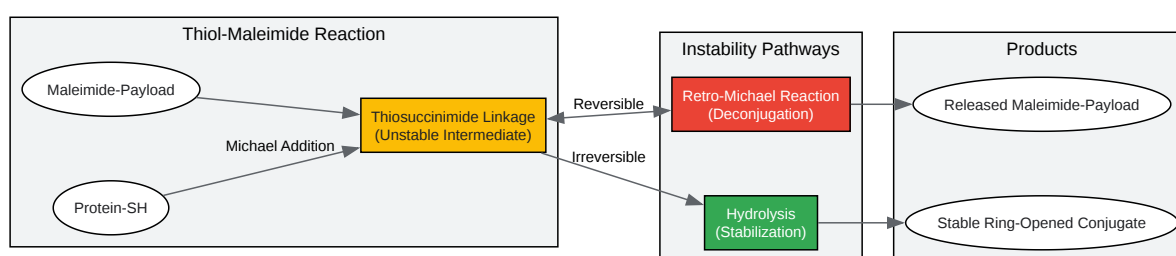 Thiol-Maleimide Reaction
Maleimide-Payload
Protein-SH
Michael Addition
Thiosuccinimide Linkage
(Unstable Intermediate)
Reversible
Irreversible
Instability Pathways
Retro-Michael Reaction
(Deconjugation)
Hydrolysis
(Stabilization)
Products
Released Maleimide-Payload
Stable Ring-Opened Conjugate